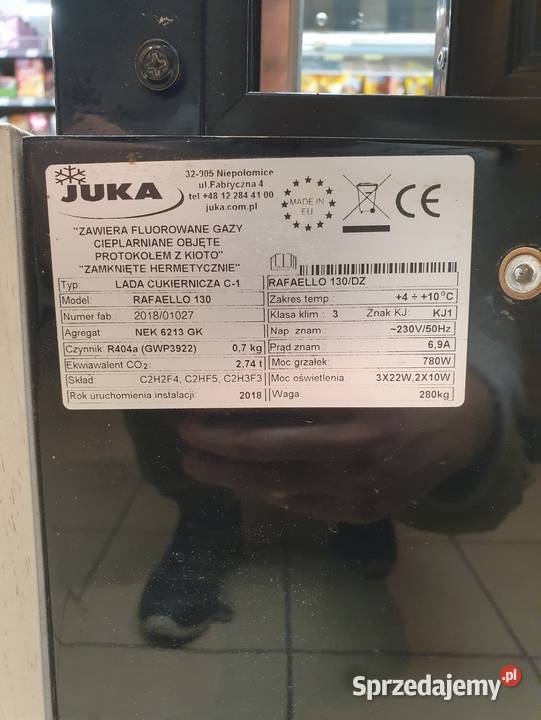 JUKA
32-005 Niepołomice
ul.Fabryczna 4
tel +48 12 284 41 00
juka.com.pl
MADE IN
EU
CE
"ZAWIERA FLUOROWANE GAZY
CIEPLARNIANE OBJĘTE
PROTOKOŁEM Z KIOTO"
"ZAMKNIĘTE HERMETYCZNIE"
Typ: LADA CUKIERNICZA C-1
Model: RAFAELLO 130
Numer fab.: 2018/01027
Agregat: NEK 6213 GK
Czynnik R404a (GWP3922) 0,7 kg
Ekwiwalent CO2: 2,74 t
Skład: C2H2F4, C2HF5, C2H3F3
Rok uruchomienia instalacji 2018
RAFAELLO 130/DZ
Zakres temp.: +4 ÷ +10°C
Klasa klim.: 3 Znak KJ: KJ1
Nap. znam.: ~230V/50Hz
Prąd znam.: 6,9A
Moc grzałek: 780W
Moc oświetlenia 3X22W,2X10W
Waga 280kg
Sprzedajemy.pl